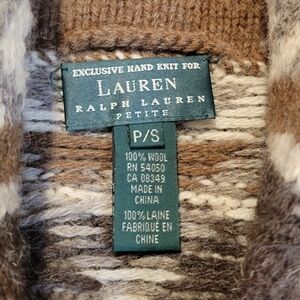 EXCLUSIVE HAND KNIT FOR
LAUREN
RALPH LAUREN
PETITE
P/S
100% WOOL
RN 54050
CA 08349
MADE IN
CHINA
100% LAINE
FABRIQUÉ EN
CHINE